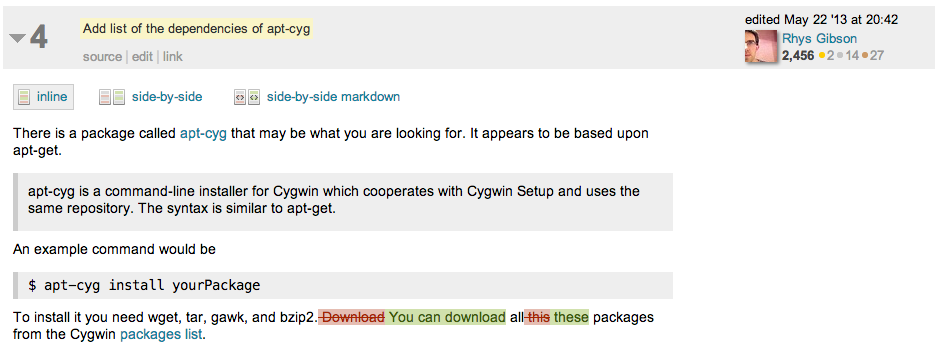 4
Add list of the dependencies of apt-cyg
source | edit | link
edited May 22 '13 at 20:42
Rhys Gibson
2,456 2 14 27
inline side-by-side side-by-side markdown
There is a package called apt-cyg that may be what you are looking for. It appears to be based upon
apt-get.
apt-cyg is a command-line installer for Cygwin which cooperates with Cygwin Setup and uses the
same repository. The syntax is similar to apt-get.
An example command would be
$ apt-cyg install yourPackage
To install it you need wget, tar, gawk, and bzip2. Download You can download all this these packages
from the Cygwin packages list.